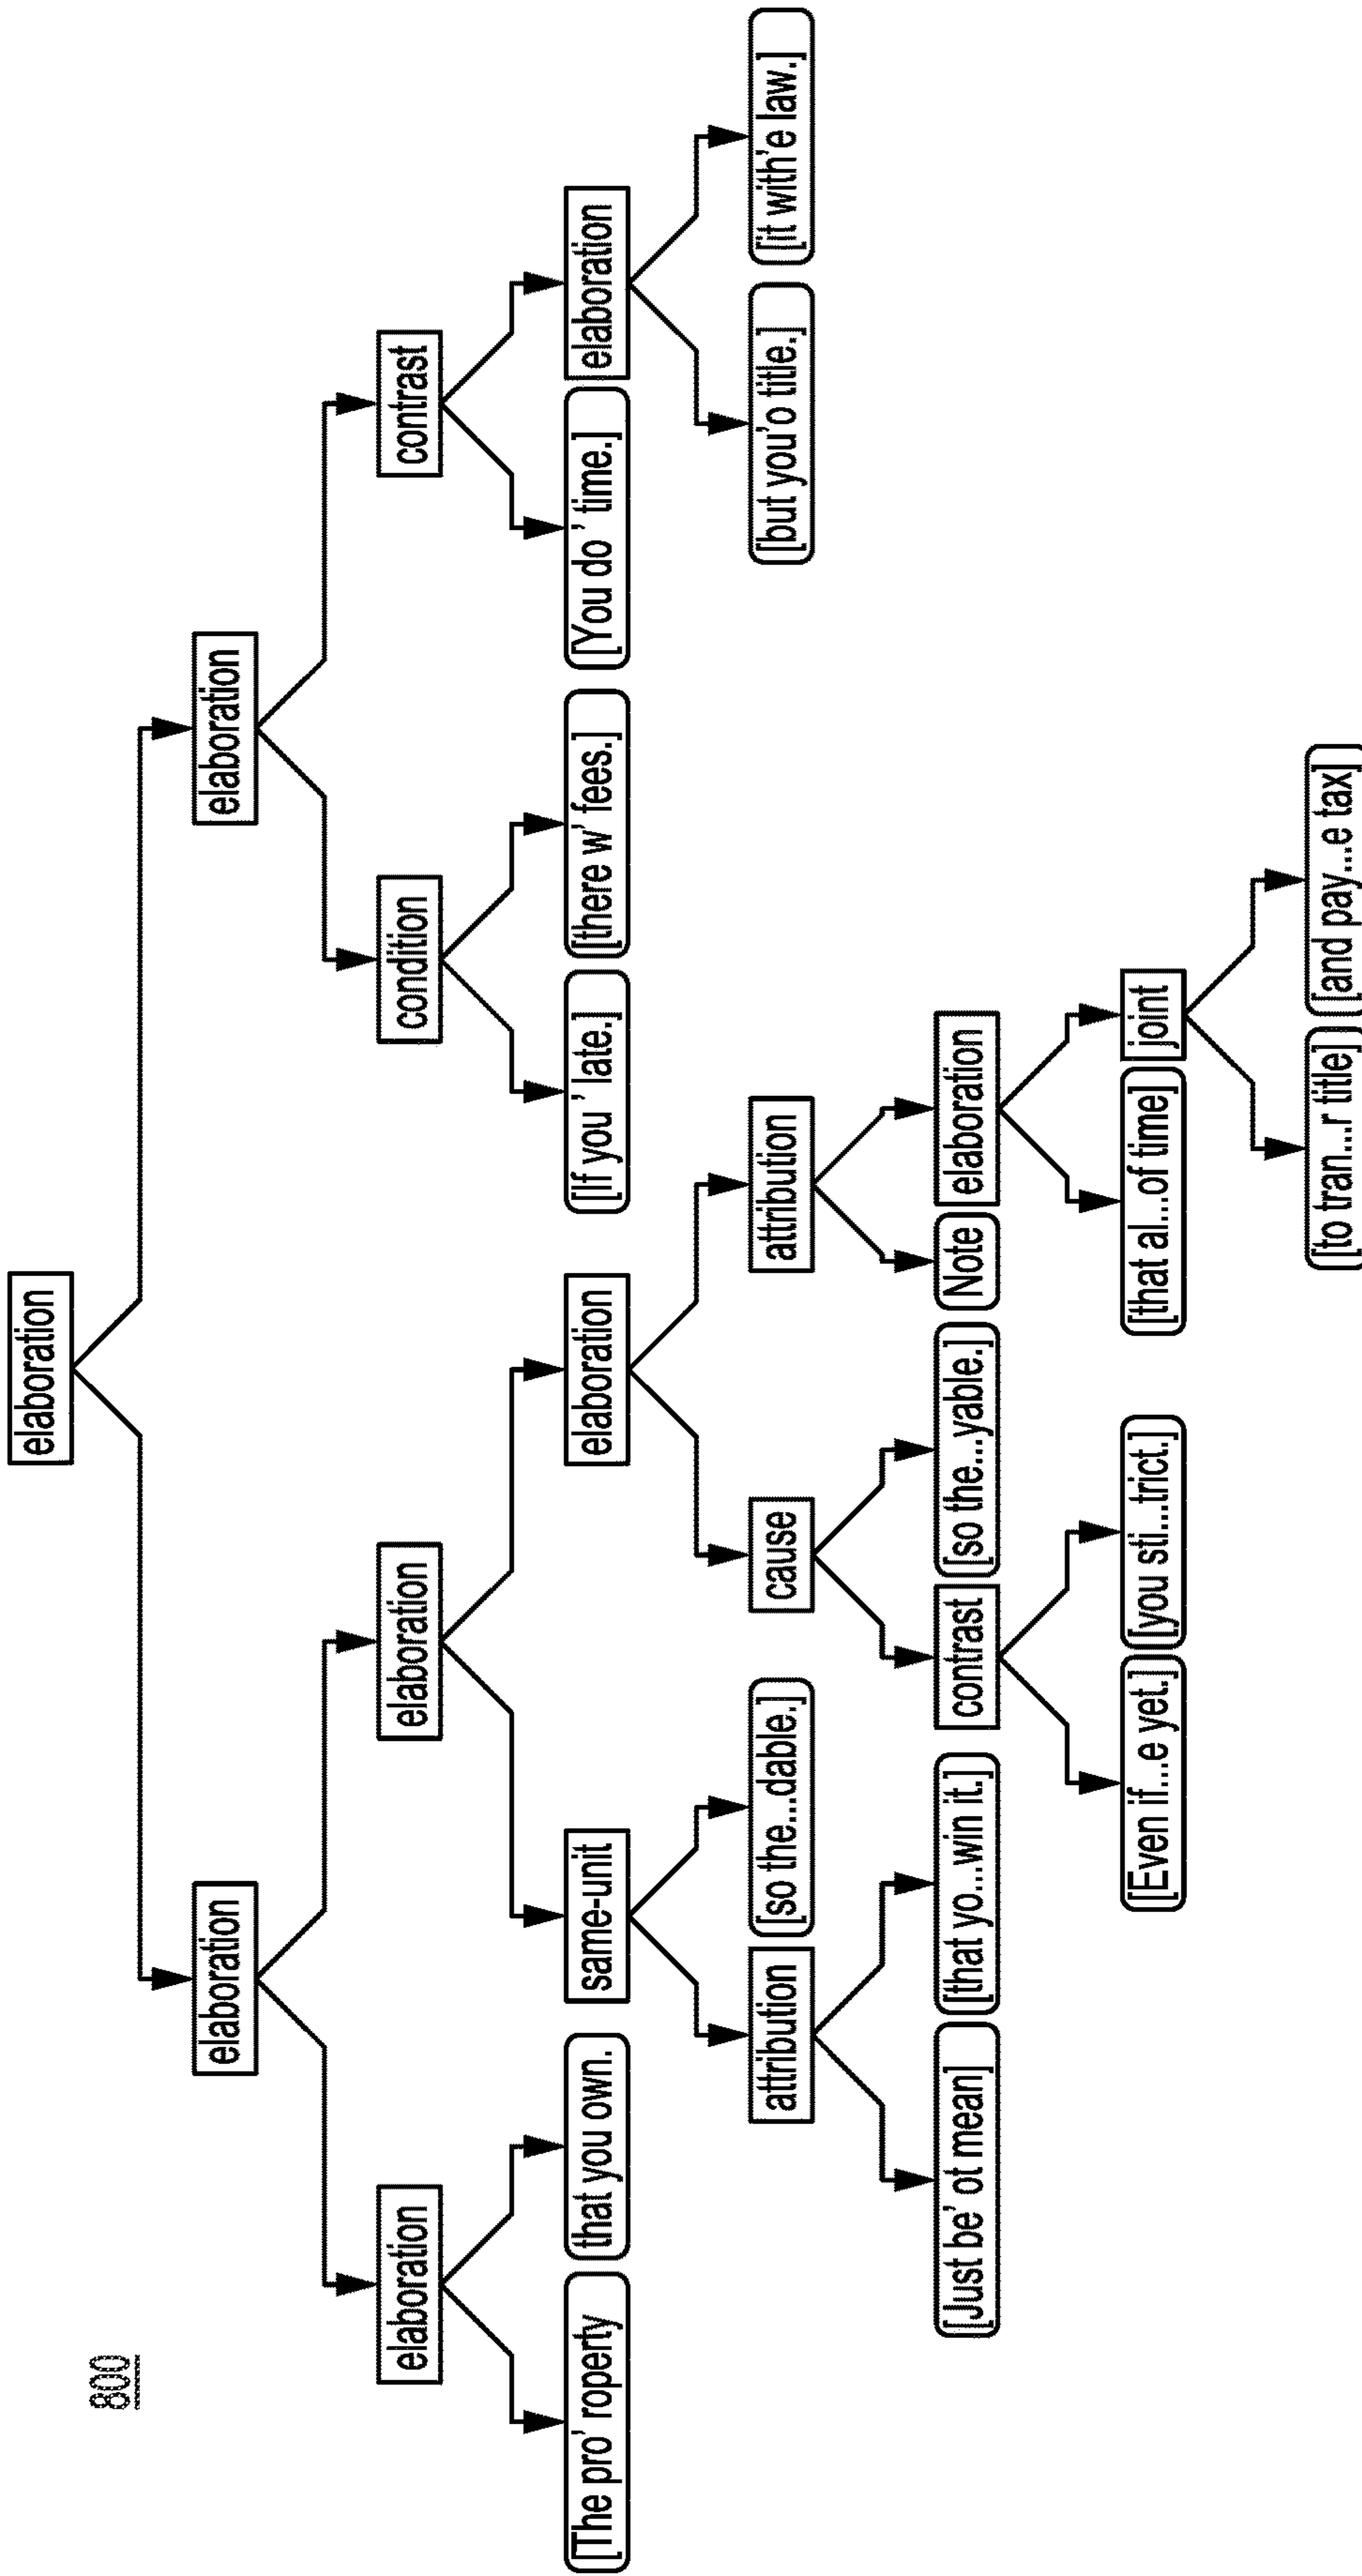 elaboration
800
elaboration
elaboration
elaboration
elaboration
condition
contrast
[The pro' roperty
[that you own.
same-unit
elaboration
[If you ' late.]
[there w' fees.]
[You do ' time.]
elaboration
attribution
[so the...dable.]
cause
attribution
[but you'o title.]
[it with'e law.]
[Just be' ot mean]
[that yo...win it.]
contrast
[so the...yable.]
Note
elaboration
[Even if...e yet.]
[you sti...trict.]
[that al...of time]
joint
[to tran...r title]
[and pay...e tax]